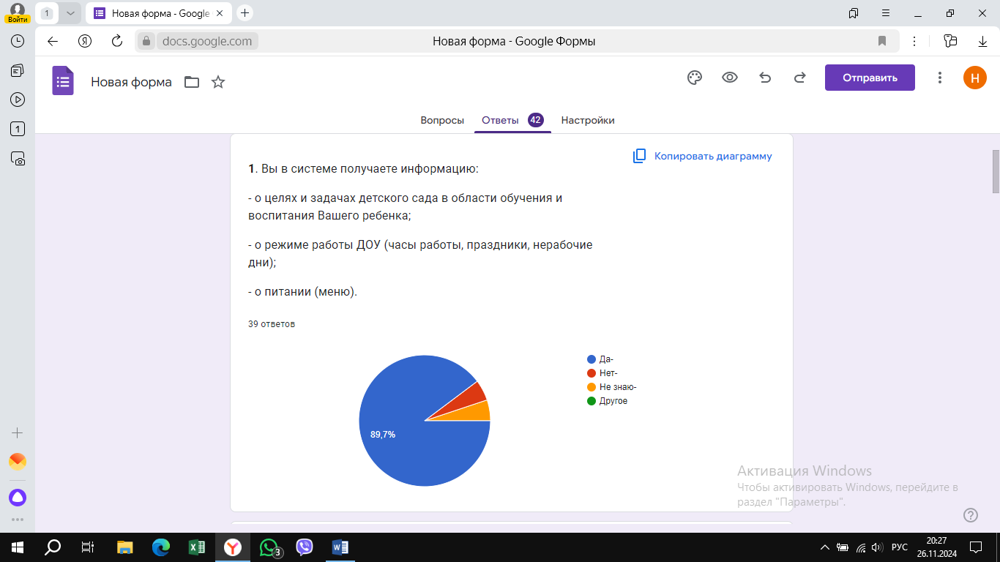 Войти
1
Новая форма - Google
docs.google.com
Новая форма - Google Формы
Новая форма
Отправить
Н
Вопросы
Ответы 42
Настройки
1
Копировать диаграмму
1. Вы в системе получаете информацию:
- о целях и задачах детского сада в области обучения и
воспитания Вашего ребенка;
- о режиме работы ДОУ (часы работы, праздники, нерабочие
дни);
- о питании (меню).
39 ответов
Да-
Нет-
Не знаю-
Другое
89,7%
Активация Windows
Чтобы активировать Windows, перейдите в
раздел "Параметры".
3
РУС
20:27
26.11.2024